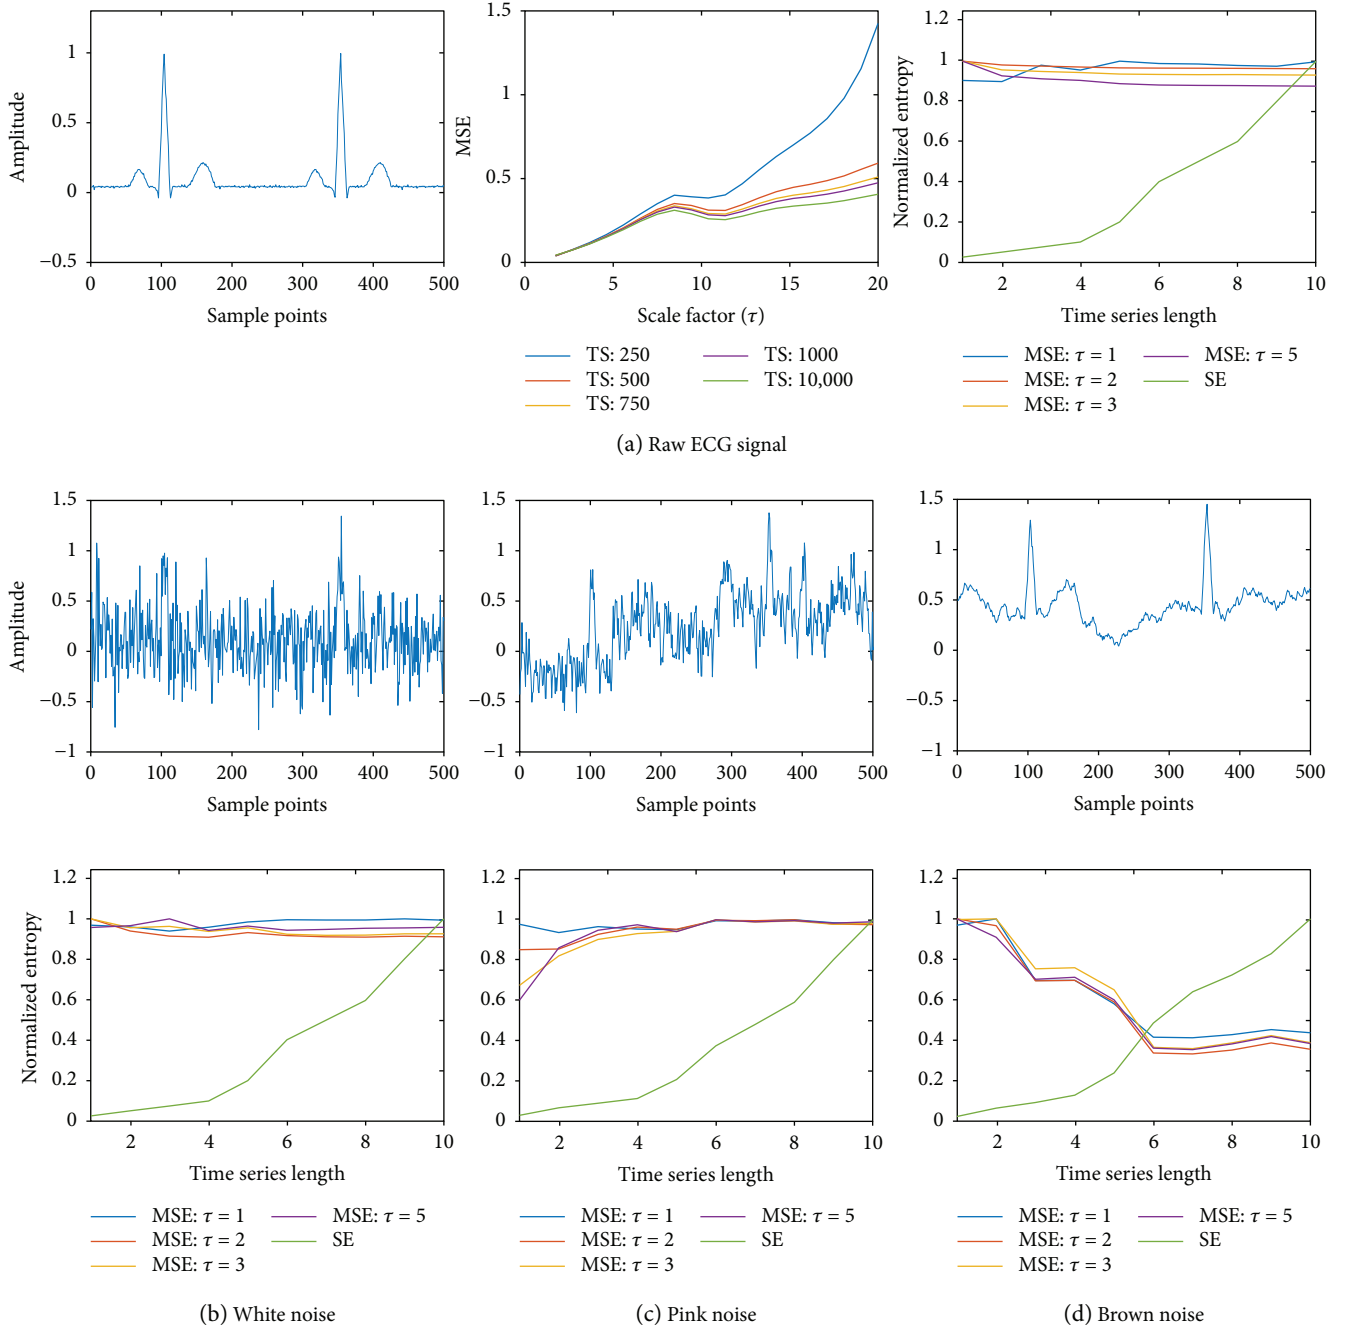 1
0.5
0
−0.5
Amplitude
0 100 200 300 400 500
Sample points
1.5
1
0.5
0
MSE
0 5 10 15 20
Scale factor (τ)
TS: 250
TS: 500
TS: 750
TS: 1000
TS: 10,000
1.2
1
0.8
0.6
0.4
0.2
0
Normalized entropy
2 4 6 8 10
Time series length
MSE: τ = 1
MSE: τ = 2
MSE: τ = 3
MSE: τ = 5
SE
(a) Raw ECG signal
1.5
1
0.5
0
−0.5
−1
Amplitude
0 100 200 300 400 500
Sample points
1.5
1
0.5
0
−0.5
−1
0 100 200 300 400 500
Sample points
1.5
1
0.5
0
−0.5
−1
0 100 200 300 400 500
Sample points
1.2
1
0.8
0.6
0.4
0.2
0
Normalized entropy
2 4 6 8 10
Time series length
MSE: τ = 1
MSE: τ = 2
MSE: τ = 3
MSE: τ = 5
SE
(b) White noise
1.2
1
0.8
0.6
0.4
0.2
0
2 4 6 8 10
Time series length
MSE: τ = 1
MSE: τ = 2
MSE: τ = 3
MSE: τ = 5
SE
(c) Pink noise
1.2
1
0.8
0.6
0.4
0.2
0
2 4 6 8 10
Time series length
MSE: τ = 1
MSE: τ = 2
MSE: τ = 3
MSE: τ = 5
SE
(d) Brown noise